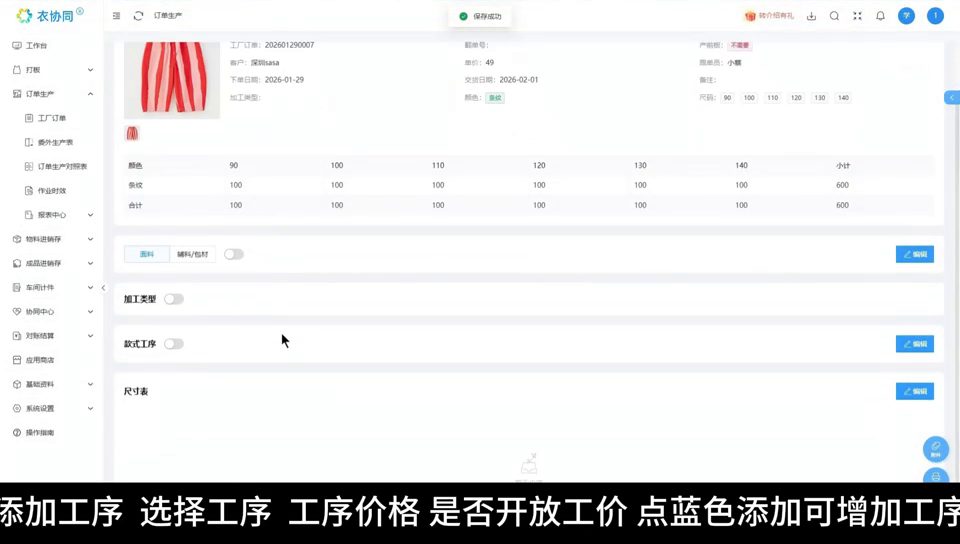 衣协同
订单生产
保存成功
转介绍有礼
工作台
打板
订单生产
工厂订单
委外生产表
订单生产对照表
作业时效
报表中心
物料进销存
成品进销存
车间计件
协同中心
对账结算
应用商店
基础资料
系统设置
操作指南
工厂订单：202601290007
翻单号：
产前板：不需要
客户：深圳sasa
单价：49
跟单员：小横
下单日期：2026-01-29
交货日期：2026-02-01
备注：
加工类型：
颜色：条纹
尺码：90 100 110 120 130 140
颜色 90 100 110 120 130 140 小计
条纹 100 100 100 100 100 100 600
合计 100 100 100 100 100 100 600
面料 辅料/包材 编辑
加工类型
款式工序 编辑
尺寸表 编辑
添加工序 选择工序 工序价格 是否开放工价 点蓝色添加可增加工序